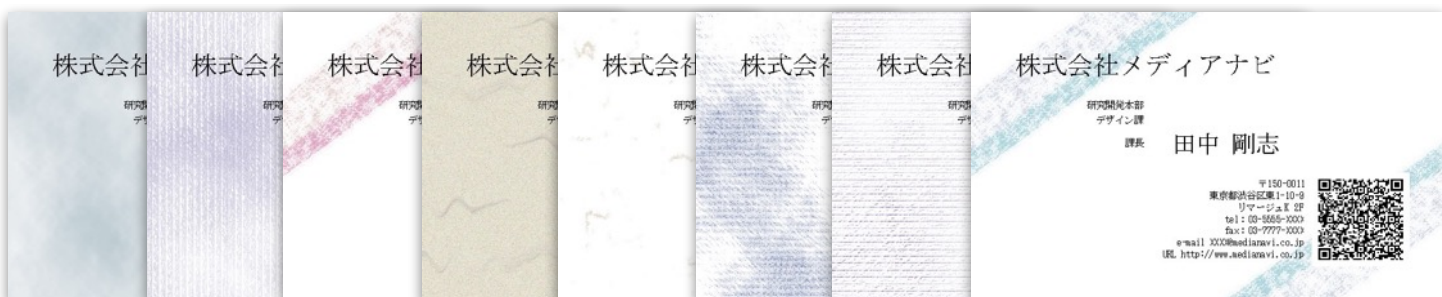 株式会社
株式会社
株式会社
株式会社
株式会社
株式会社
株式会社
株式会社メディアナビ
研究開発本部
デザイン課
課長 田中 剛志
〒150-0011
東京都渋谷区東1-10-9
リマージュK 2F
tel：03-5555-XXXX
fax：03-7777-XXXX
e-mail XXX@medianavi.co.jp
URL http://www.medianavi.co.jp